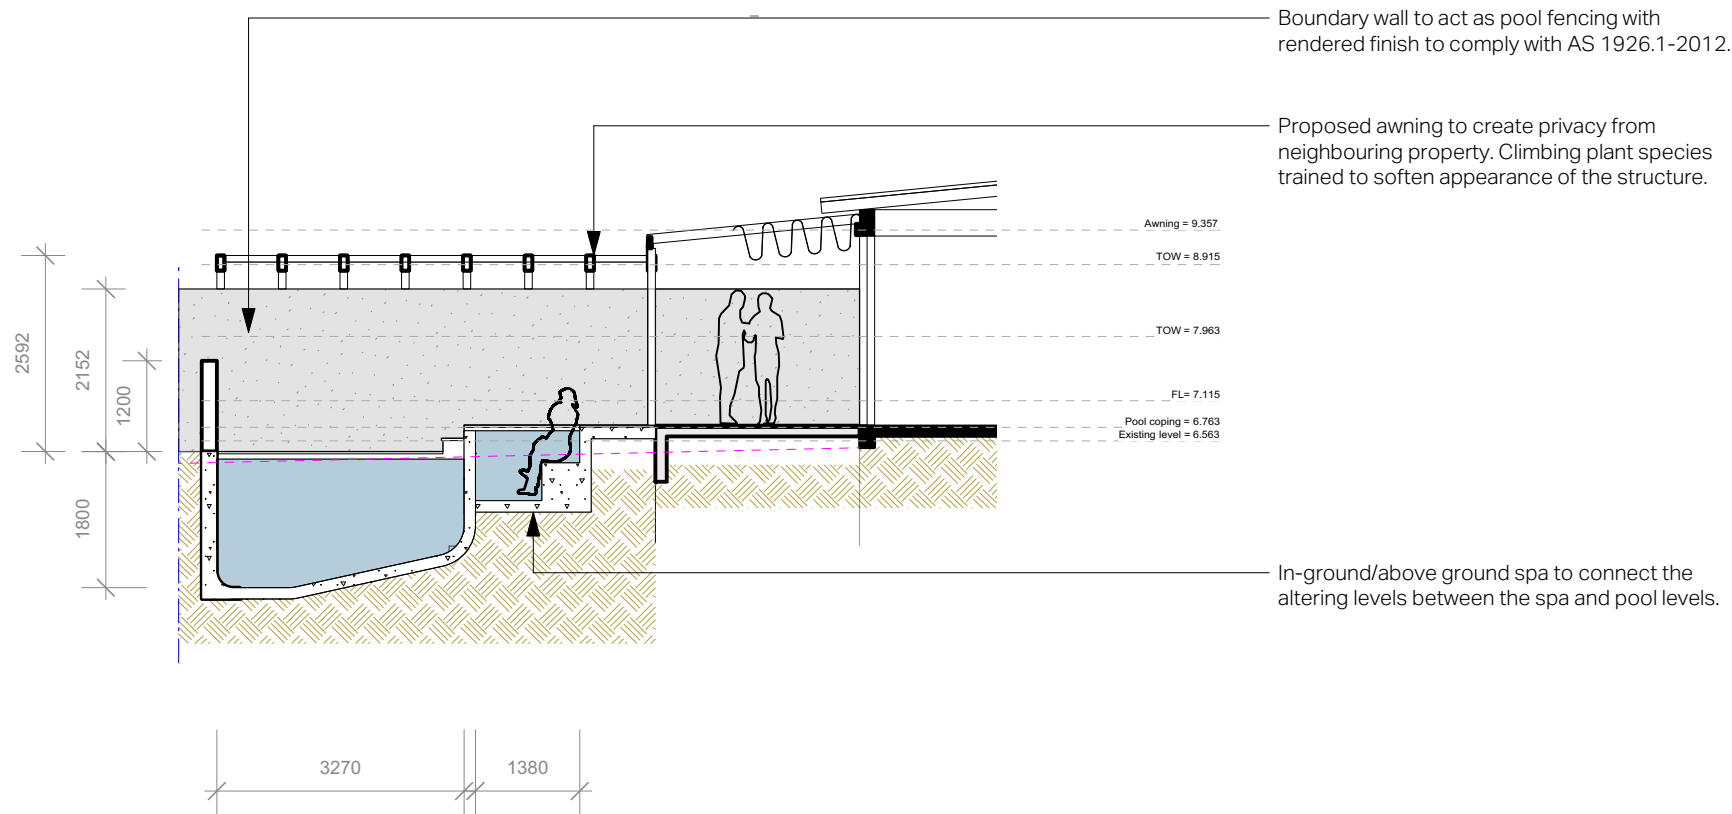 Boundary wall to act as pool fencing with
rendered finish to comply with AS 1926.1-2012.
Proposed awning to create privacy from
neighbouring property. Climbing plant species
trained to soften appearance of the structure.
Awning = 9.357
TOW = 8.915
TOW = 7.963
FL= 7.115
Pool coping = 6.763
Existing level = 6.563
2592
2152
1200
1800
In-ground/above ground spa to connect the
altering levels between the spa and pool levels.
3270
1380